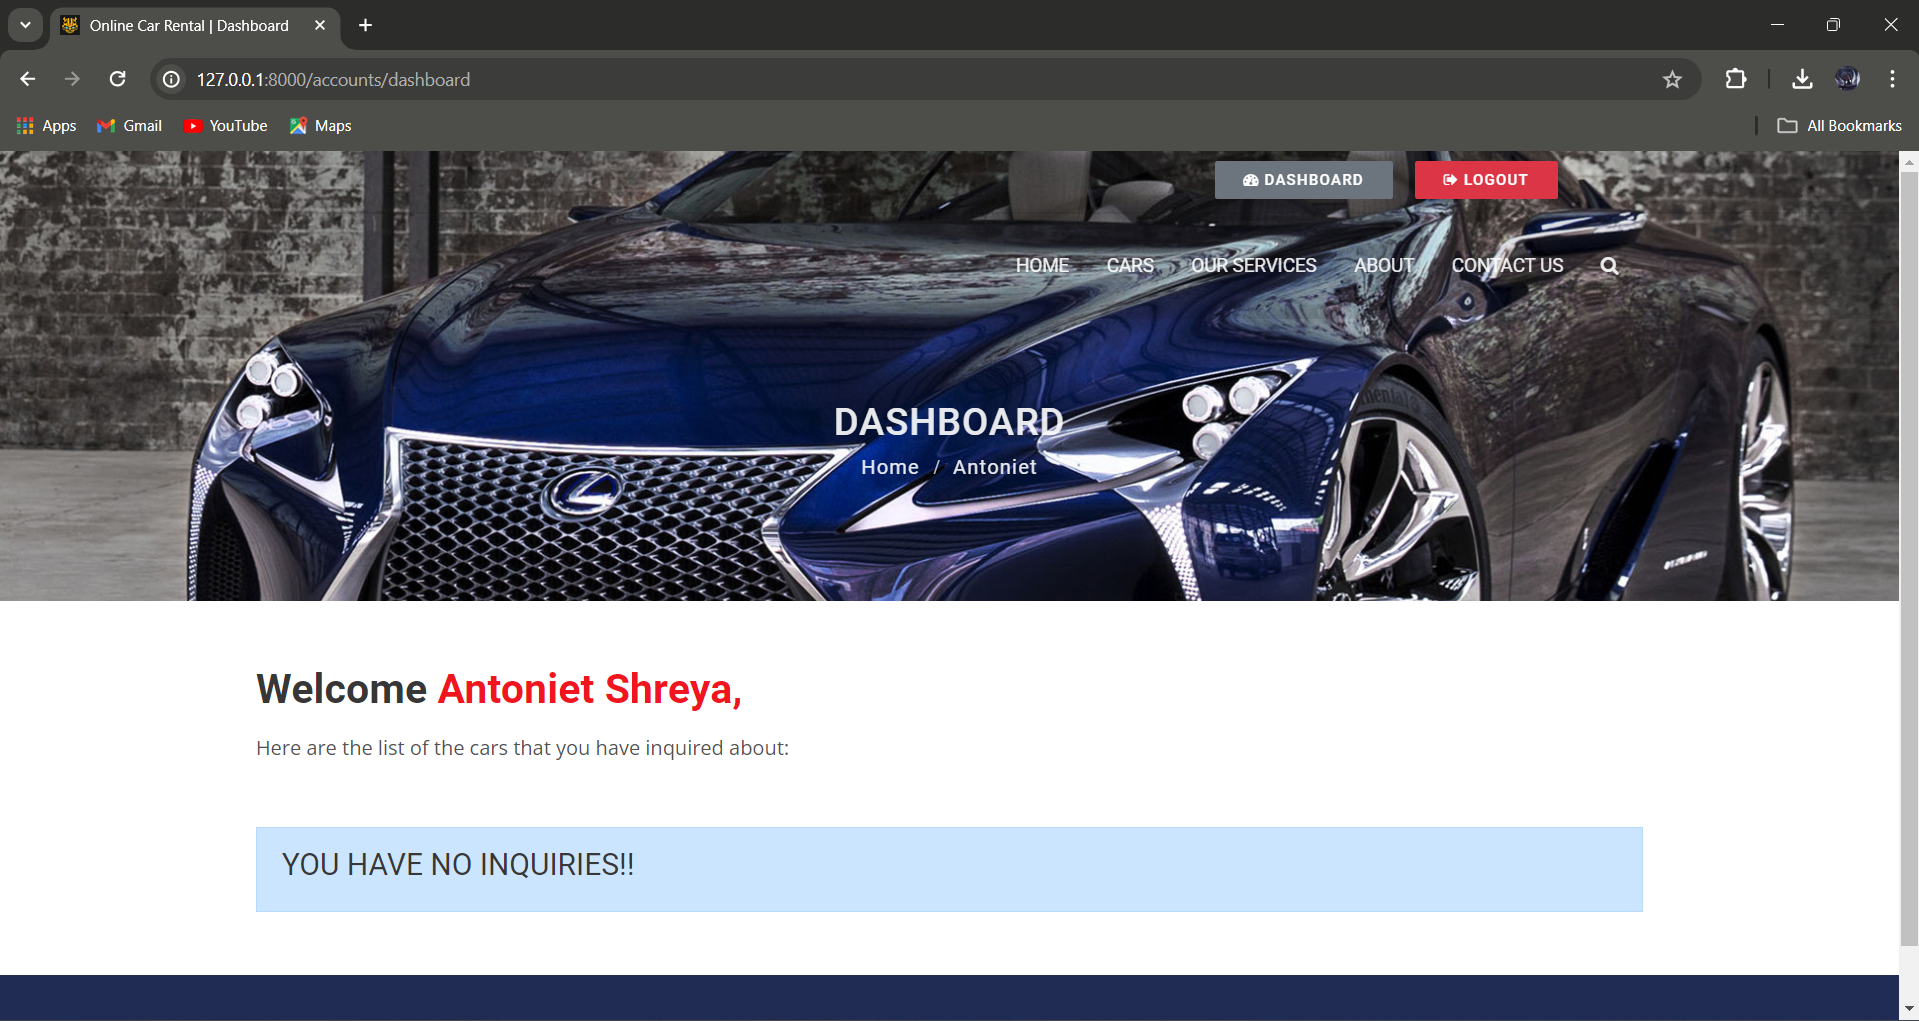 Online Car Rental | Dashboard
127.0.0.1:8000/accounts/dashboard
Apps Gmail YouTube Maps All Bookmarks
DASHBOARD LOGOUT
HOME CARS OUR SERVICES ABOUT CONTACT US
DASHBOARD
Home / Antoniet
Welcome Antoniet Shreya,
Here are the list of the cars that you have inquired about:
YOU HAVE NO INQUIRIES!!